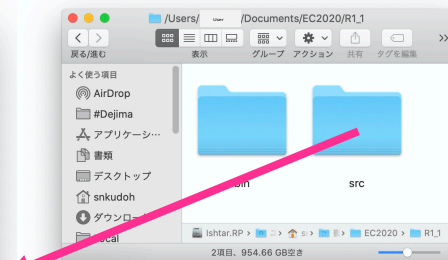 /Users/ User /Documents/EC2020/R1_1
戻る/進む 表示 グループ アクション 共有 タグを編集
よく使う項目
AirDrop
#Dejima
アプリケーシ…
書類
デスクトップ
snkudoh
ダウンロード
src
Ishtar.RP › › › › EC2020 › R1_1
2項目、954.66 GB空き